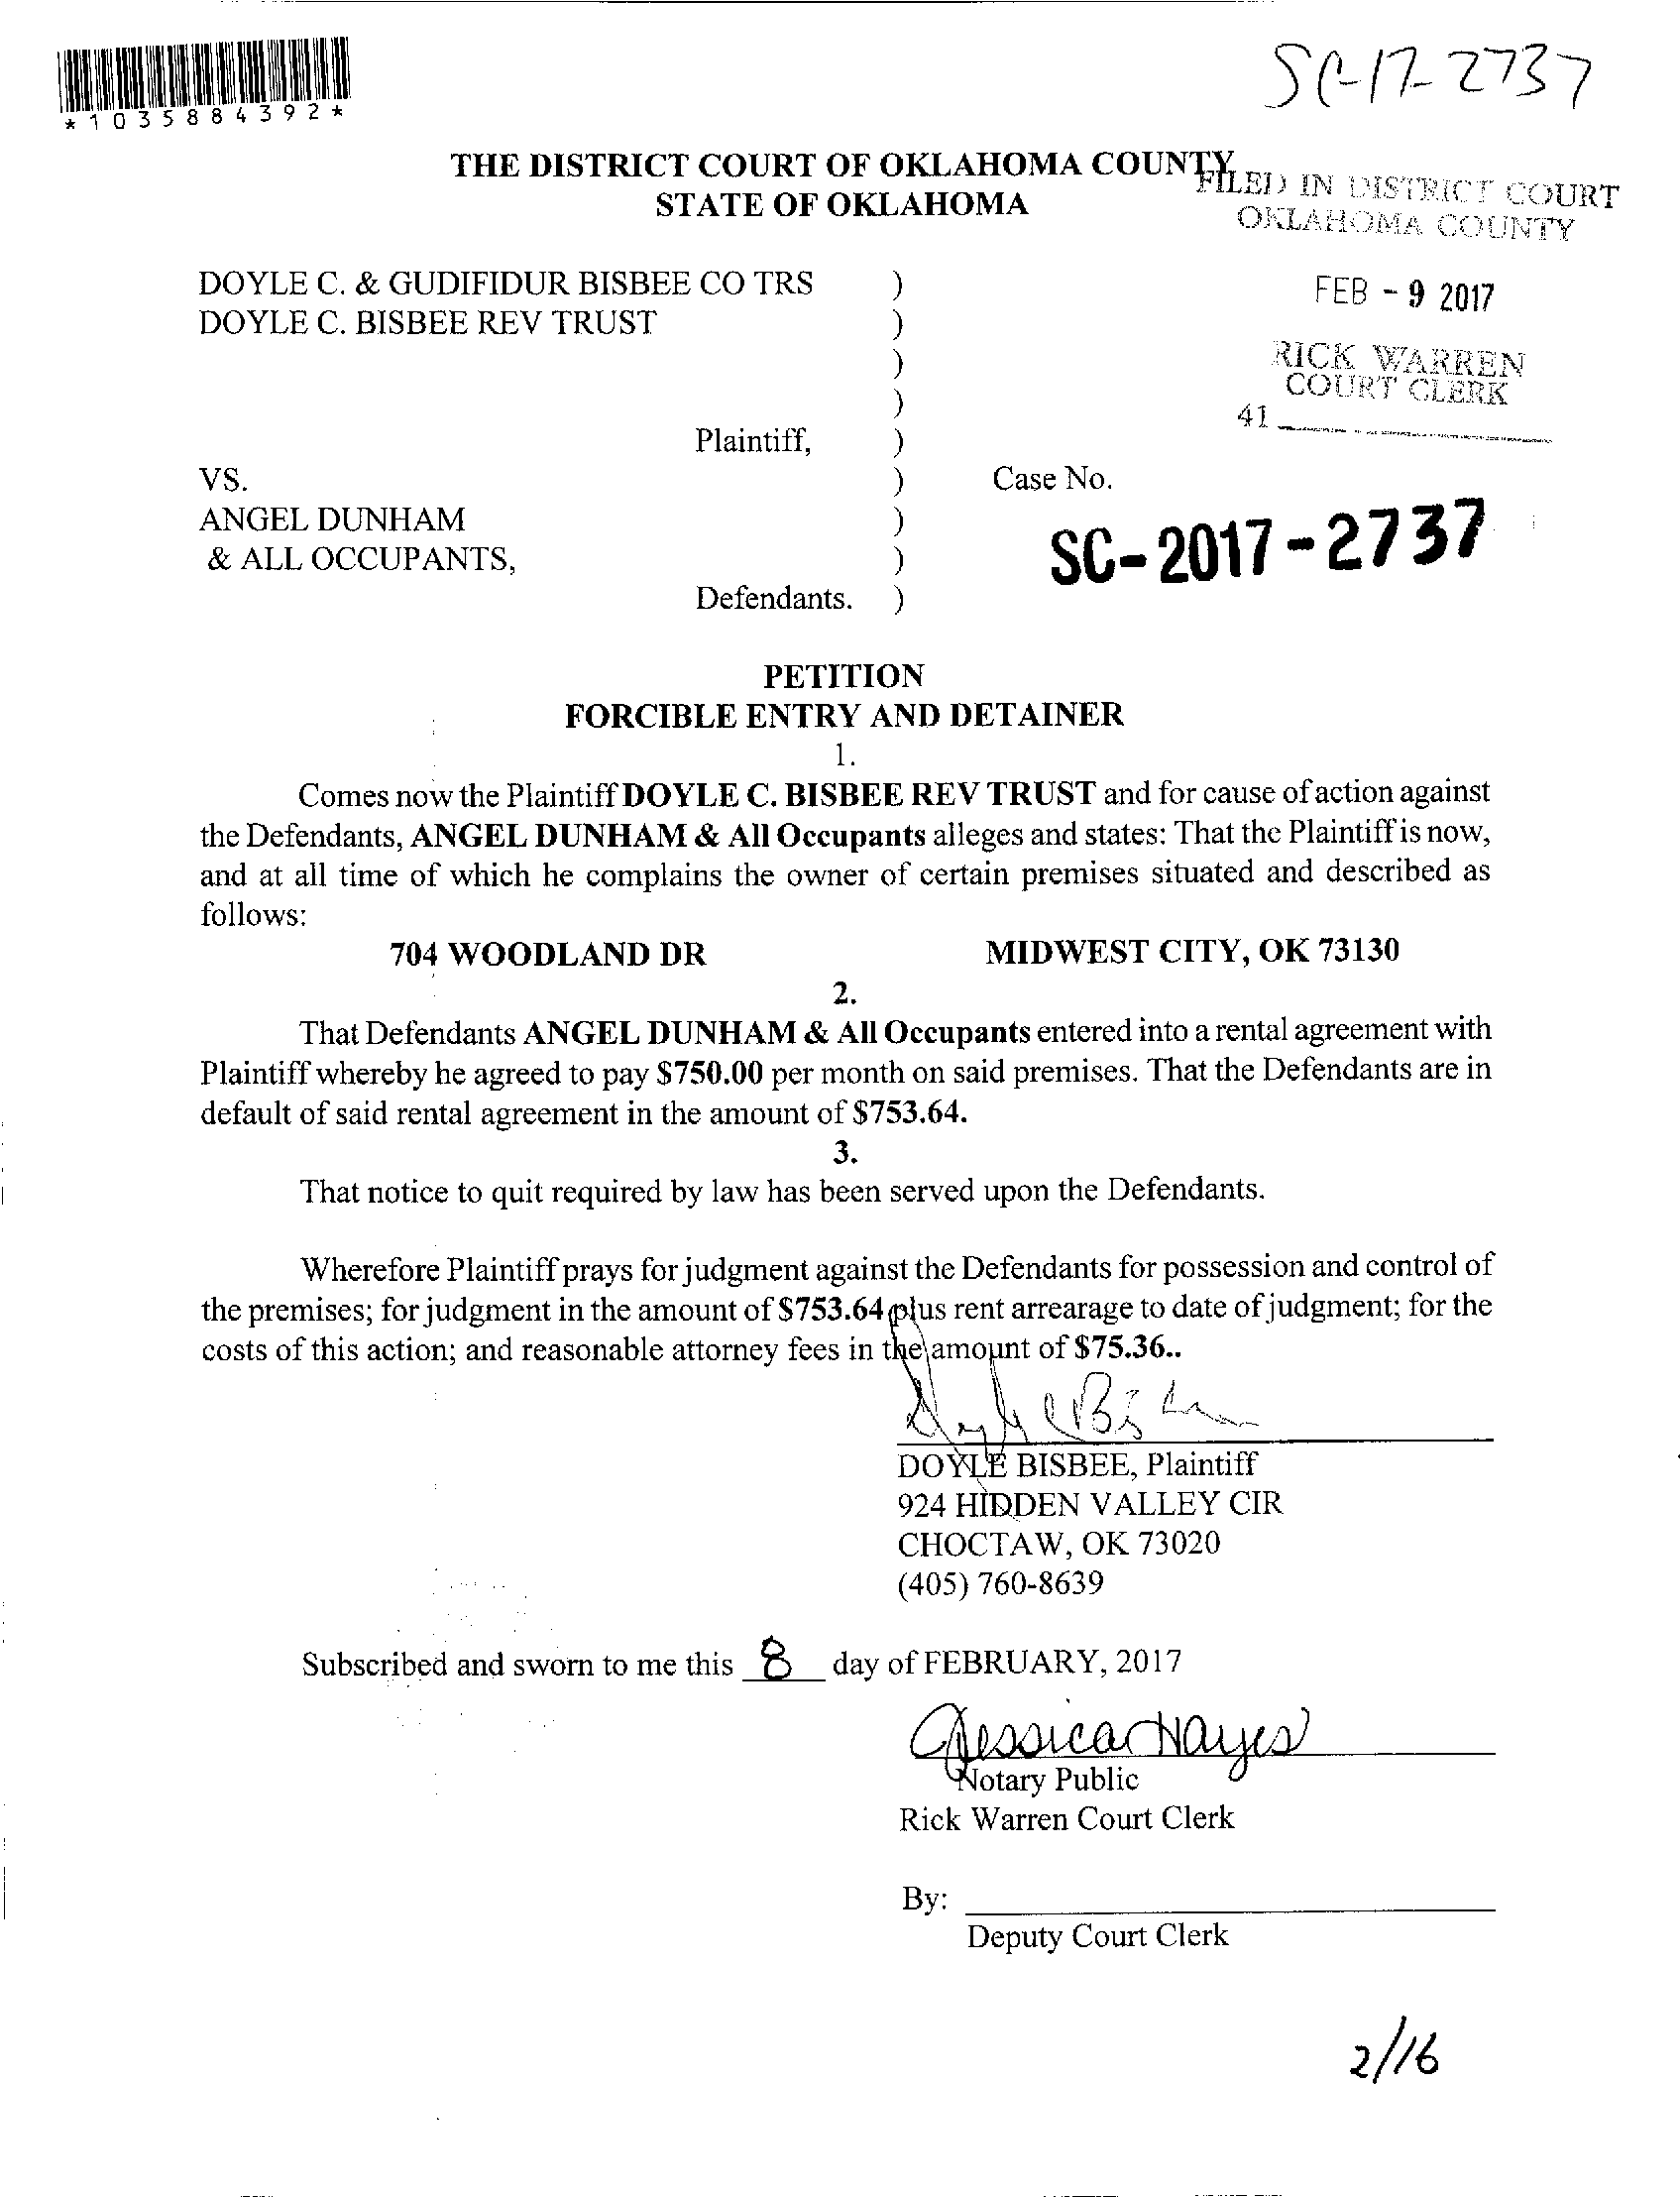 *1035884392*
SC-17-2737
THE DISTRICT COURT OF OKLAHOMA COUNTY
STATE OF OKLAHOMA
FILED IN DISTRICT COURT
OKLAHOMA COUNTY
FEB - 9 2017
RICK WARREN
COURT CLERK
41
DOYLE C. & GUDIFIDUR BISBEE CO TRS )
DOYLE C. BISBEE REV TRUST )
)
)
Plaintiff, )
VS. ) Case No.
ANGEL DUNHAM )
& ALL OCCUPANTS, ) SC-2017-2737
Defendants. )
PETITION
FORCIBLE ENTRY AND DETAINER
1.
Comes now the Plaintiff DOYLE C. BISBEE REV TRUST and for cause of action against
the Defendants, ANGEL DUNHAM & All Occupants alleges and states: That the Plaintiff is now,
and at all time of which he complains the owner of certain premises situated and described as
follows:
704 WOODLAND DR MIDWEST CITY, OK 73130
2.
That Defendants ANGEL DUNHAM & All Occupants entered into a rental agreement with
Plaintiff whereby he agreed to pay $750.00 per month on said premises. That the Defendants are in
default of said rental agreement in the amount of $753.64.
3.
That notice to quit required by law has been served upon the Defendants.
Wherefore Plaintiff prays for judgment against the Defendants for possession and control of
the premises; for judgment in the amount of $753.64 plus rent arrearage to date of judgment; for the
costs of this action; and reasonable attorney fees in the amount of $75.36..
DOYLE BISBEE, Plaintiff
924 HIDDEN VALLEY CIR
CHOCTAW, OK 73020
(405) 760-8639
Subscribed and sworn to me this 8 day of FEBRUARY, 2017
Jessica Hayes
Notary Public
Rick Warren Court Clerk
By:
Deputy Court Clerk
2/16